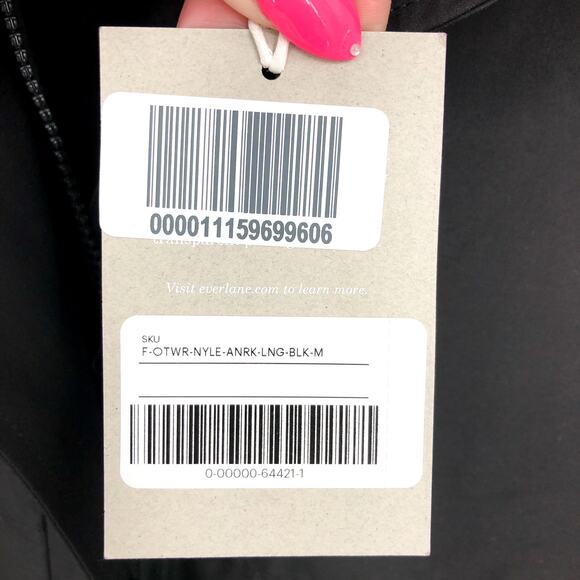 000011159699606
Visit everlane.com to learn more.
SKU
F-OTWR-NYLE-ANRK-LNG-BLK-M
0-00000-64421-1